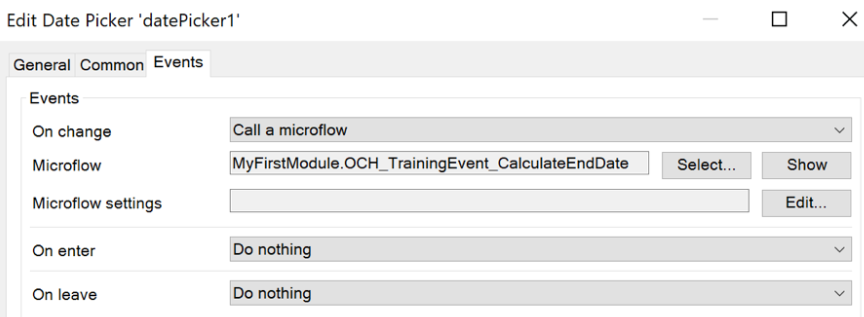 Edit Date Picker 'datePicker1'
General Common Events
Events
On change Call a microflow
Microflow MyFirstModule.OCH_TrainingEvent_CalculateEndDate Select... Show
Microflow settings Edit...
On enter Do nothing
On leave Do nothing